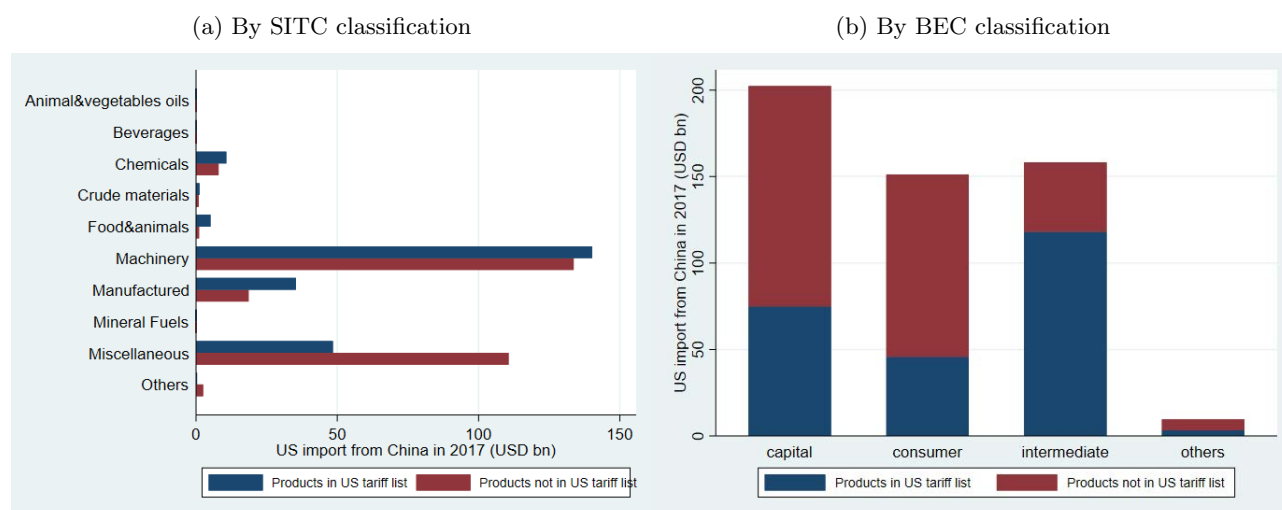 (a) By SITC classification
Animal&vegetables oils
Beverages
Chemicals
Crude materials
Food&animals
Machinery
Manufactured
Mineral Fuels
Miscellaneous
Others
0 50 100 150
US import from China in 2017 (USD bn)
Products in US tariff list Products not in US tariff list
(b) By BEC classification
US import from China in 2017 (USD bn)
200
150
100
50
0
capital consumer intermediate others
Products in US tariff list Products not in US tariff list